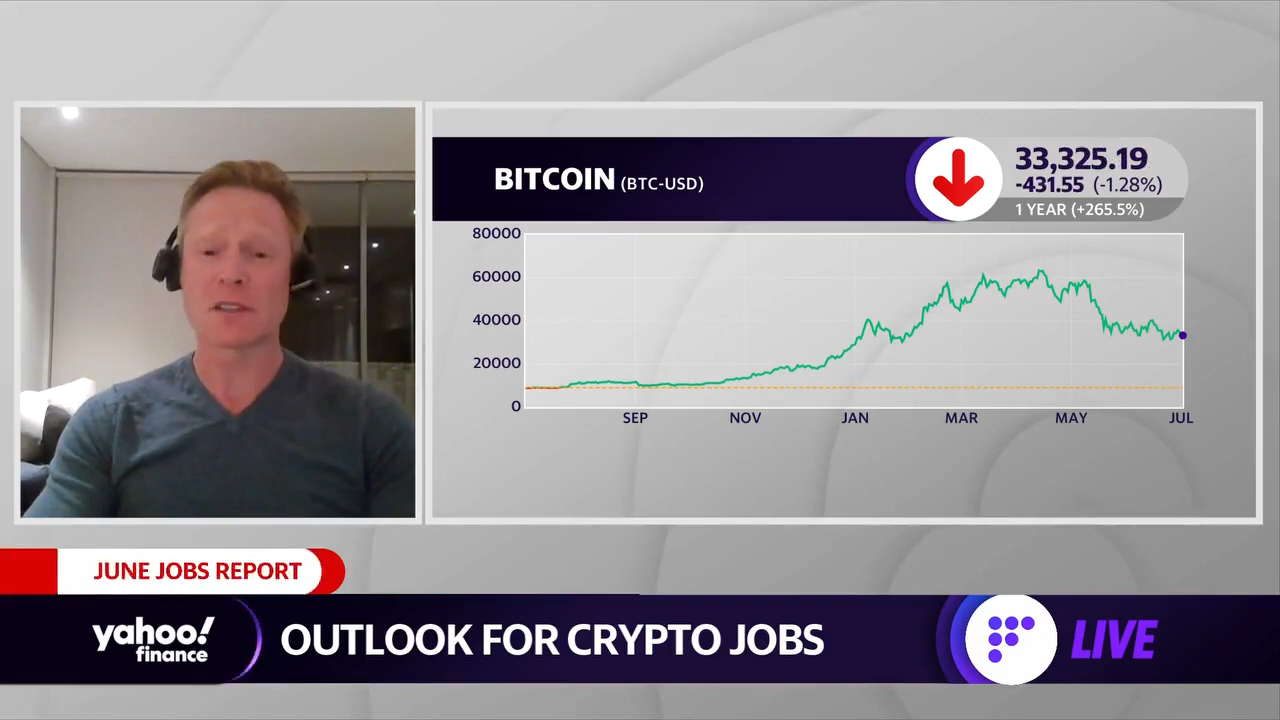 BITCOIN (BTC-USD)
33,325.19
-431.55 (-1.28%)
1 YEAR (+265.5%)
80000
60000
40000
20000
0
SEP NOV JAN MAR MAY JUL
JUNE JOBS REPORT
yahoo!
finance
OUTLOOK FOR CRYPTO JOBS
LIVE